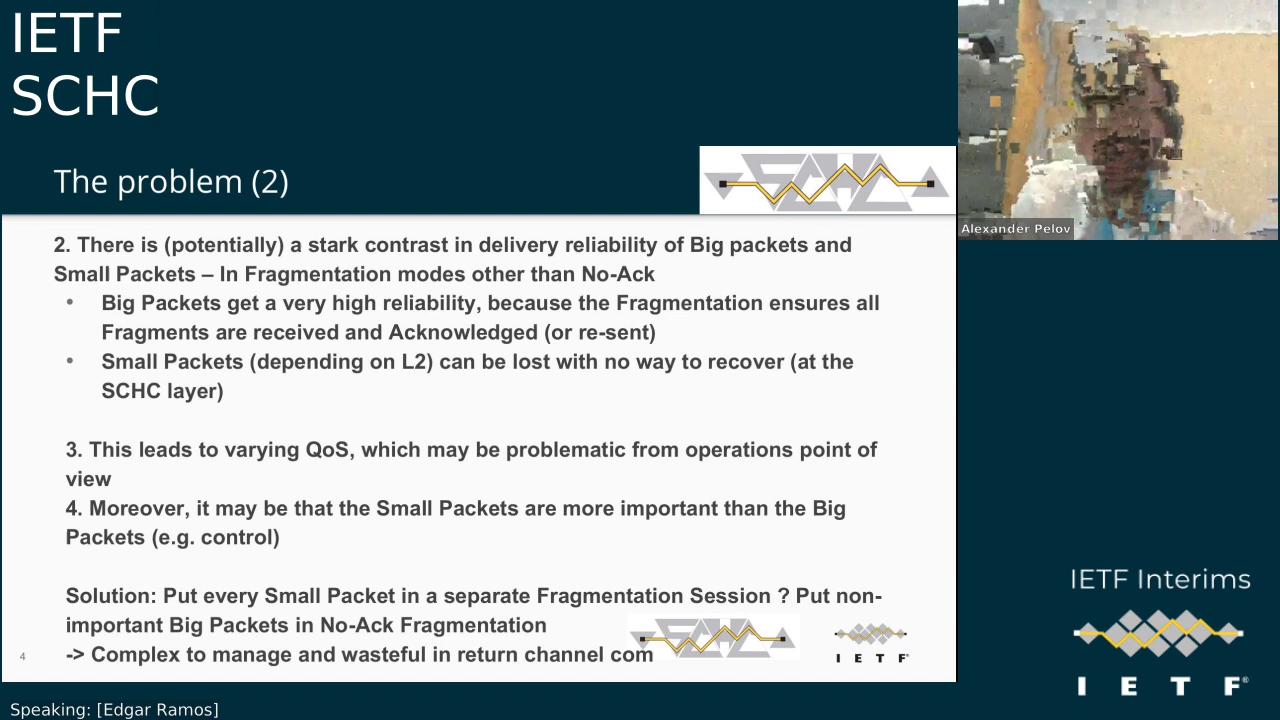 IETF
SCHC
The problem (2)
SCHC
Alexander Pelov
2. There is (potentially) a stark contrast in delivery reliability of Big packets and
Small Packets – In Fragmentation modes other than No-Ack
• Big Packets get a very high reliability, because the Fragmentation ensures all
Fragments are received and Acknowledged (or re-sent)
• Small Packets (depending on L2) can be lost with no way to recover (at the
SCHC layer)
3. This leads to varying QoS, which may be problematic from operations point of
view
4. Moreover, it may be that the Small Packets are more important than the Big
Packets (e.g. control)
Solution: Put every Small Packet in a separate Fragmentation Session ? Put non-
important Big Packets in No-Ack Fragmentation
-> Complex to manage and wasteful in return channel com
SCHC
I E T F®
4
IETF Interims
I E T F®
Speaking: [Edgar Ramos]